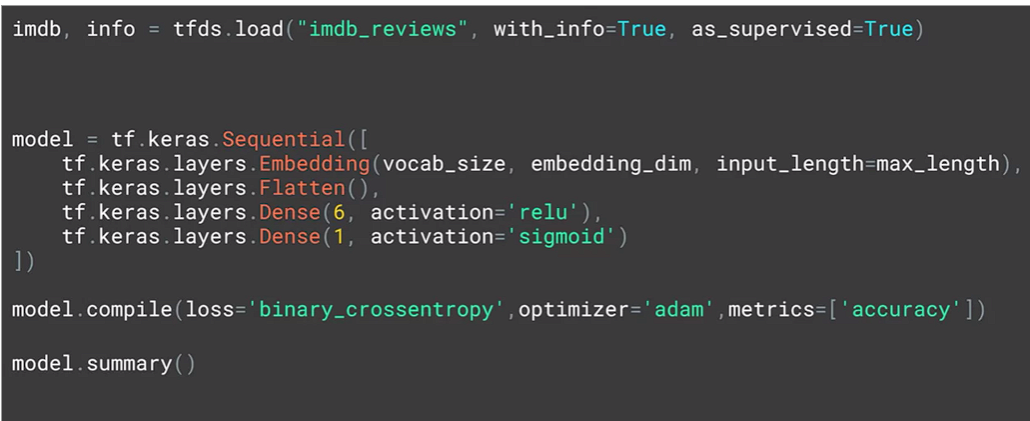 imdb, info = tfds.load("imdb_reviews", with_info=True, as_supervised=True)
model = tf.keras.Sequential([
    tf.keras.layers.Embedding(vocab_size, embedding_dim, input_length=max_length),
    tf.keras.layers.Flatten(),
    tf.keras.layers.Dense(6, activation='relu'),
    tf.keras.layers.Dense(1, activation='sigmoid')
])
model.compile(loss='binary_crossentropy',optimizer='adam',metrics=['accuracy'])
model.summary()